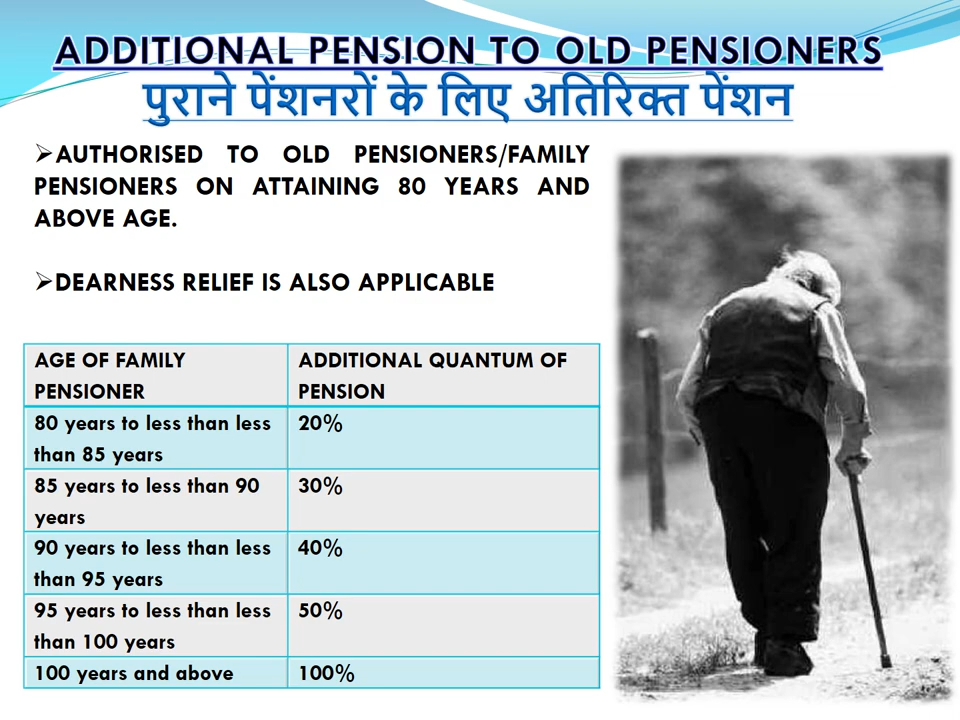 ADDITIONAL PENSION TO OLD PENSIONERS
पुराने पेंशनरों के लिए अतिरिक्त पेंशन
➢AUTHORISED TO OLD PENSIONERS/FAMILY
PENSIONERS ON ATTAINING 80 YEARS AND
ABOVE AGE.
➢DEARNESS RELIEF IS ALSO APPLICABLE
AGE OF FAMILY
PENSIONER
ADDITIONAL QUANTUM OF
PENSION
80 years to less than less
than 85 years
20%
85 years to less than 90
years
30%
90 years to less than less
than 95 years
40%
95 years to less than less
than 100 years
50%
100 years and above
100%